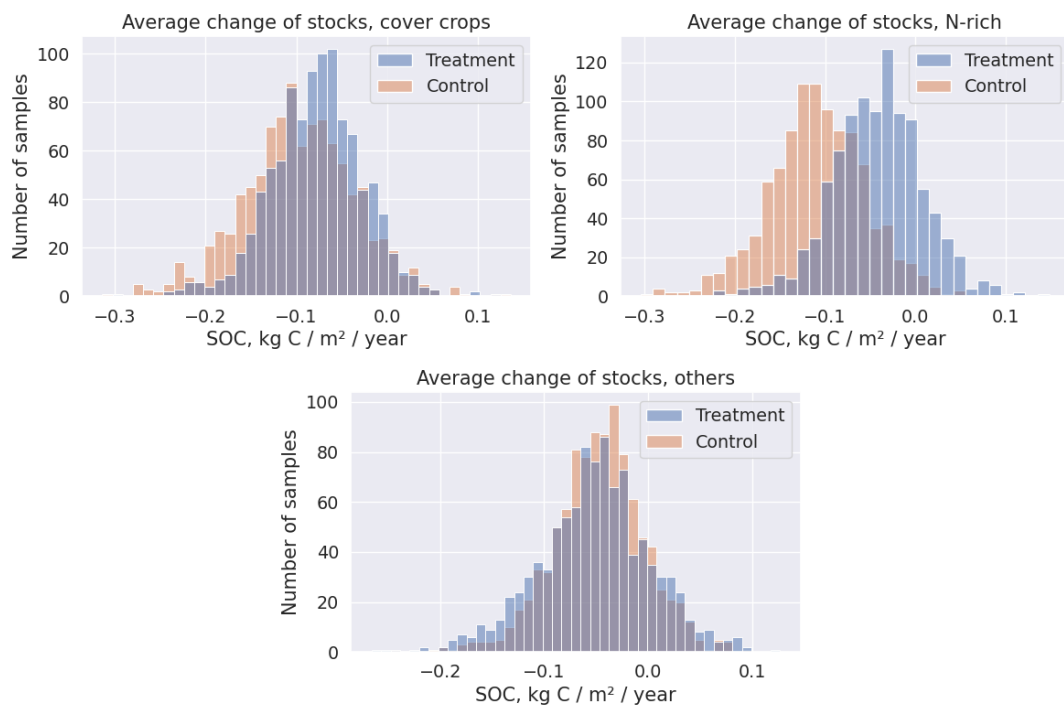 Average change of stocks, cover crops
Number of samples
100
80
60
40
20
0
Treatment
Control
−0.3
−0.2
−0.1
0.0
0.1
SOC, kg C / m² / year
Average change of stocks, N-rich
Number of samples
120
100
80
60
40
20
0
Treatment
Control
−0.3
−0.2
−0.1
0.0
0.1
SOC, kg C / m² / year
Average change of stocks, others
Number of samples
100
80
60
40
20
0
Treatment
Control
−0.2
−0.1
0.0
0.1
SOC, kg C / m² / year